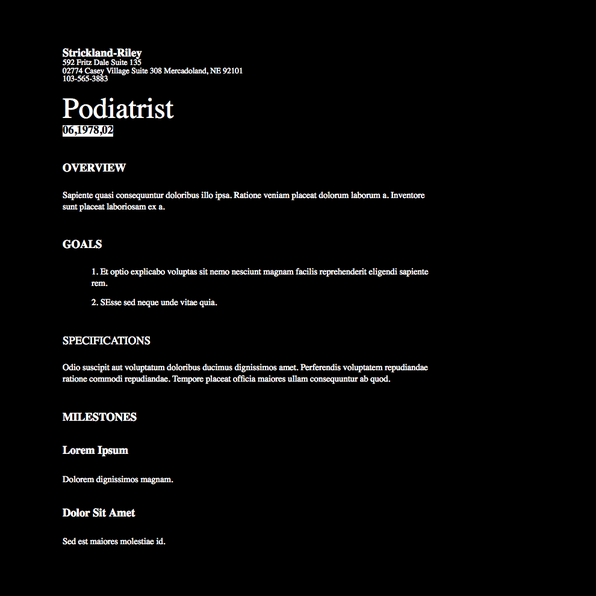 Strickland-Riley
592 Fritz Dale Suite 135
02774 Casey Village Suite 308 Mercadoland, NE 92101
103-565-3883
Podiatrist
06,1978,02
OVERVIEW
Sapiente quasi consequuntur doloribus illo ipsa. Ratione veniam placeat dolorum laborum a. Inventore
sunt placeat laboriosam ex a.
GOALS
1. Et optio explicabo voluptas sit nemo nesciunt magnam facilis reprehenderit eligendi sapiente
rem.
2. SEsse sed neque unde vitae quia.
SPECIFICATIONS
Odio suscipit aut voluptatum doloribus ducimus dignissimos amet. Perferendis voluptatem repudiandae
ratione commodi repudiandae. Tempore placeat officia maiores ullam consequuntur ab quod.
MILESTONES
Lorem Ipsum
Dolorem dignissimos magnam.
Dolor Sit Amet
Sed est maiores molestiae id.